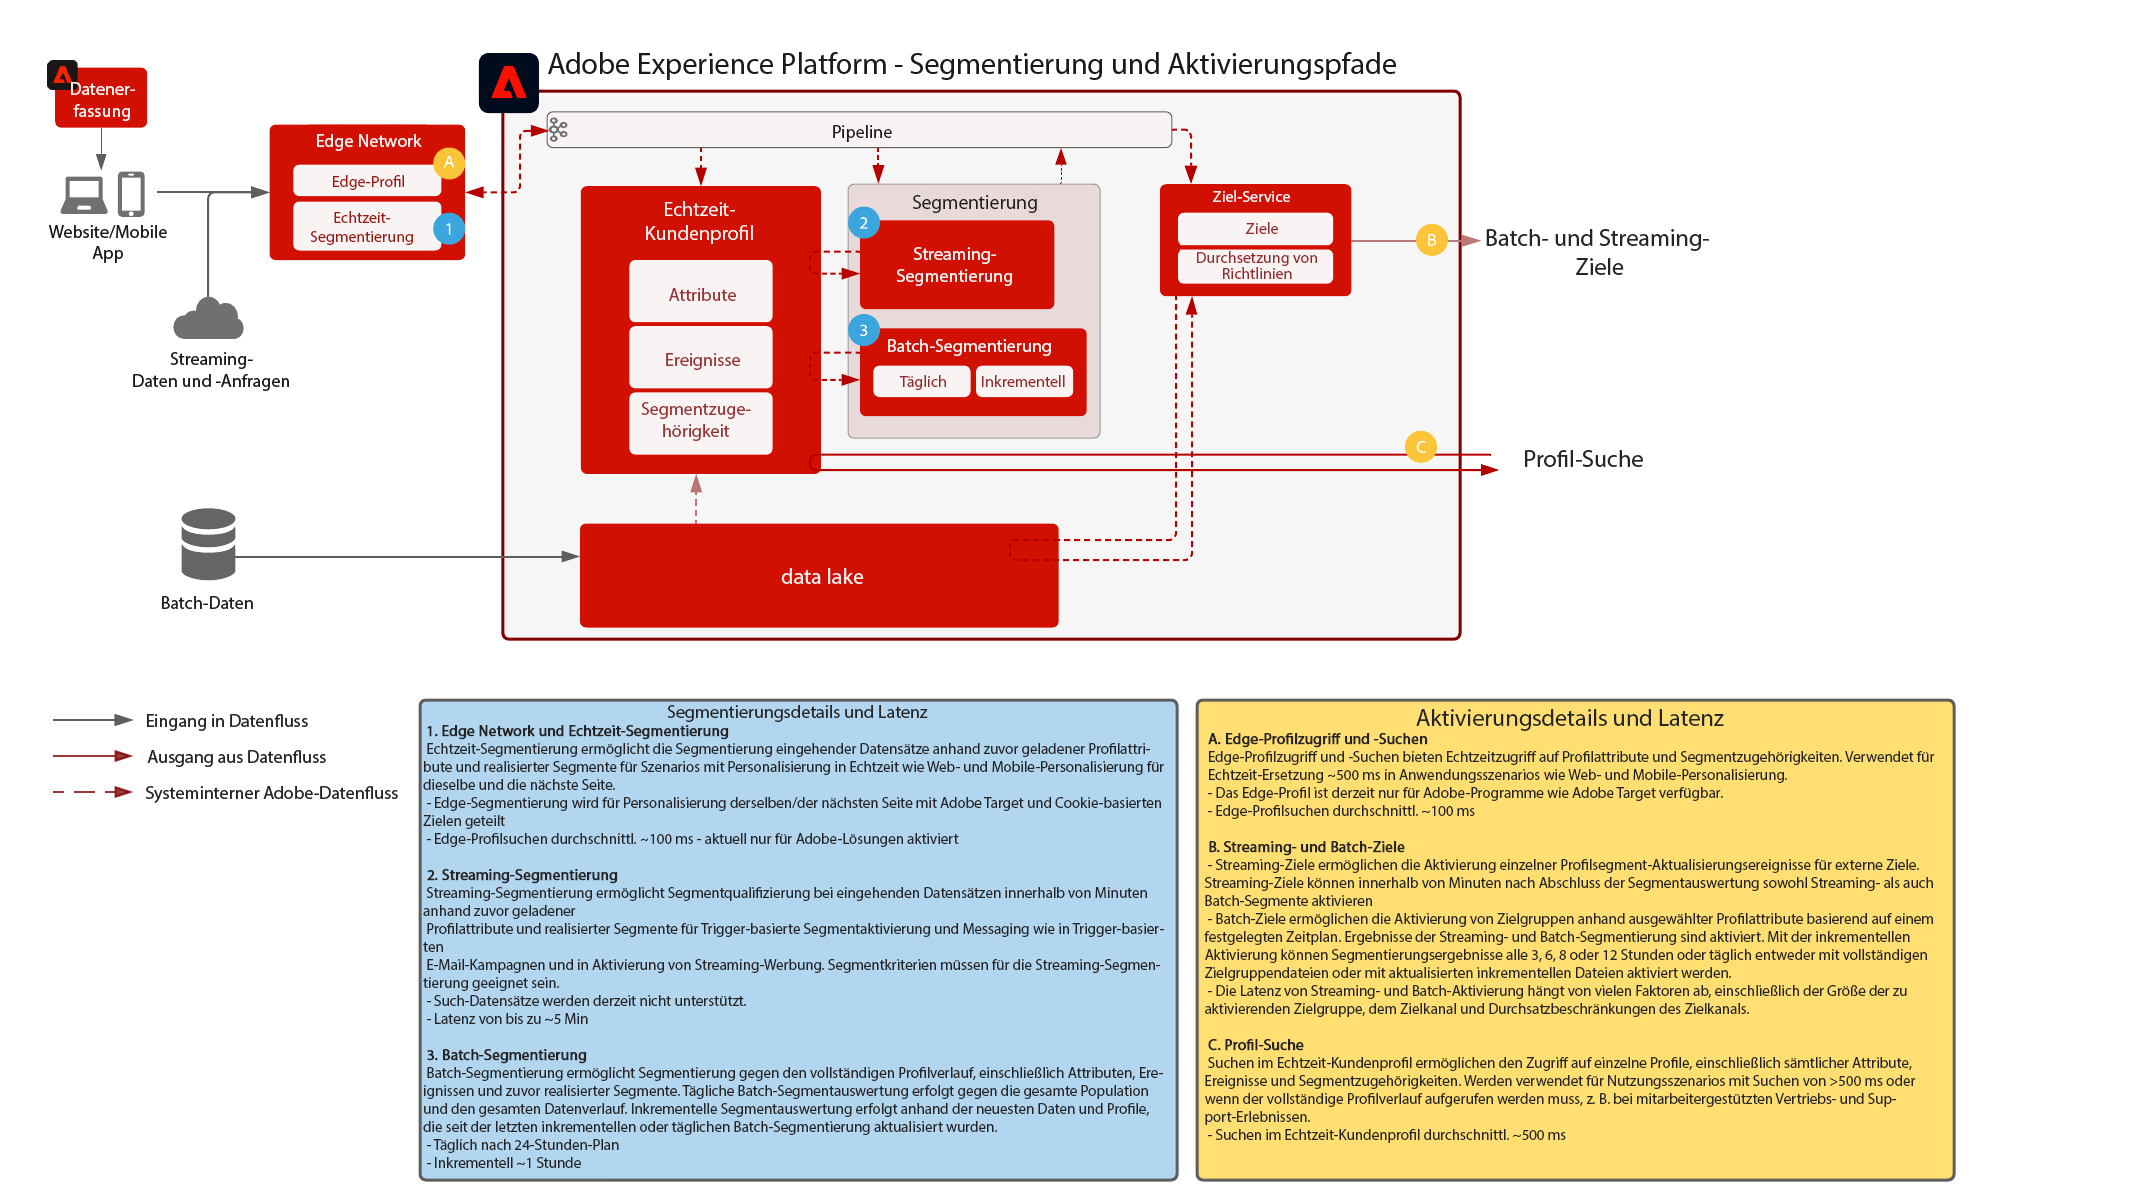 Adobe Experience Platform - Segmentierung und Aktivierungspfade
Datener-
fassung
Website/Mobile
App
Streaming-
Daten und -Anfragen
Batch-Daten
Edge Network
A
Edge-Profil
Echtzeit-
Segmentierung
1
Pipeline
Echtzeit-
Kundenprofil
Attribute
Ereignisse
Segmentzuge-
hörigkeit
Segmentierung
2
Streaming-
Segmentierung
3
Batch-Segmentierung
Täglich
Inkrementell
Ziel-Service
Ziele
Durchsetzung von
Richtlinien
B
Batch- und Streaming-
Ziele
C
Profil-Suche
data lake
Eingang in Datenfluss
Ausgang aus Datenfluss
Systeminterner Adobe-Datenfluss
Segmentierungsdetails und Latenz
1. Edge Network und Echtzeit-Segmentierung
Echtzeit-Segmentierung ermöglicht die Segmentierung eingehender Datensätze anhand zuvor geladener Profilattri-
bute und realisierter Segmente für Szenarios mit Personalisierung in Echtzeit wie Web- und Mobile-Personalisierung für
dieselbe und die nächste Seite.
- Edge-Segmentierung wird für Personalisierung derselben/der nächsten Seite mit Adobe Target und Cookie-basierten
Zielen geteilt
- Edge-Profilsuchen durchschnittl. ~100 ms - aktuell nur für Adobe-Lösungen aktiviert
2. Streaming-Segmentierung
Streaming-Segmentierung ermöglicht Segmentqualifizierung bei eingehenden Datensätzen innerhalb von Minuten
anhand zuvor geladener
Profilattribute und realisierter Segmente für Trigger-basierte Segmentaktivierung und Messaging wie in Trigger-basier-
ten
E-Mail-Kampagnen und in Aktivierung von Streaming-Werbung. Segmentkriterien müssen für die Streaming-Segmen-
tierung geeignet sein.
- Such-Datensätze werden derzeit nicht unterstützt.
- Latenz von bis zu ~5 Min
3. Batch-Segmentierung
Batch-Segmentierung ermöglicht Segmentierung gegen den vollständigen Profilverlauf, einschließlich Attributen, Ere-
ignissen und zuvor realisierter Segmente. Tägliche Batch-Segmentauswertung erfolgt gegen die gesamte Population
und den gesamten Datenverlauf. Inkrementelle Segmentauswertung erfolgt anhand der neuesten Daten und Profile,
die seit der letzten inkrementellen oder täglichen Batch-Segmentierung aktualisiert wurden.
- Täglich nach 24-Stunden-Plan
- Inkrementell ~1 Stunde
Aktivierungsdetails und Latenz
A. Edge-Profilzugriff und -Suchen
Edge-Profilzugriff und -Suchen bieten Echtzeitzugriff auf Profilattribute und Segmentzugehörigkeiten. Verwendet für
Echtzeit-Ersetzung ~500 ms in Anwendungsszenarios wie Web- und Mobile-Personalisierung.
- Das Edge-Profil ist derzeit nur für Adobe-Programme wie Adobe Target verfügbar.
- Edge-Profilsuchen durchschnittl. ~100 ms
B. Streaming- und Batch-Ziele
- Streaming-Ziele ermöglichen die Aktivierung einzelner Profilsegment-Aktualisierungsereignisse für externe Ziele.
Streaming-Ziele können innerhalb von Minuten nach Abschluss der Segmentauswertung sowohl Streaming- als auch
Batch-Segmente aktivieren
- Batch-Ziele ermöglichen die Aktivierung von Zielgruppen anhand ausgewählter Profilattribute basierend auf einem
festgelegten Zeitplan. Ergebnisse der Streaming- und Batch-Segmentierung sind aktiviert. Mit der inkrementellen
Aktivierung können Segmentierungsergebnisse alle 3, 6, 8 oder 12 Stunden oder täglich entweder mit vollständigen
Zielgruppendateien oder mit aktualisierten inkrementellen Dateien aktiviert werden.
- Die Latenz von Streaming- und Batch-Aktivierung hängt von vielen Faktoren ab, einschließlich der Größe der zu
aktivierenden Zielgruppe, dem Zielkanal und Durchsatzbeschränkungen des Zielkanals.
C. Profil-Suche
Suchen im Echtzeit-Kundenprofil ermöglichen den Zugriff auf einzelne Profile, einschließlich sämtlicher Attribute,
Ereignisse und Segmentzugehörigkeiten. Werden verwendet für Nutzungsszenarios mit Suchen von >500 ms oder
wenn der vollständige Profilverlauf aufgerufen werden muss, z. B. bei mitarbeitergestützten Vertriebs- und Sup-
port-Erlebnissen.
- Suchen im Echtzeit-Kundenprofil durchschnittl. ~500 ms